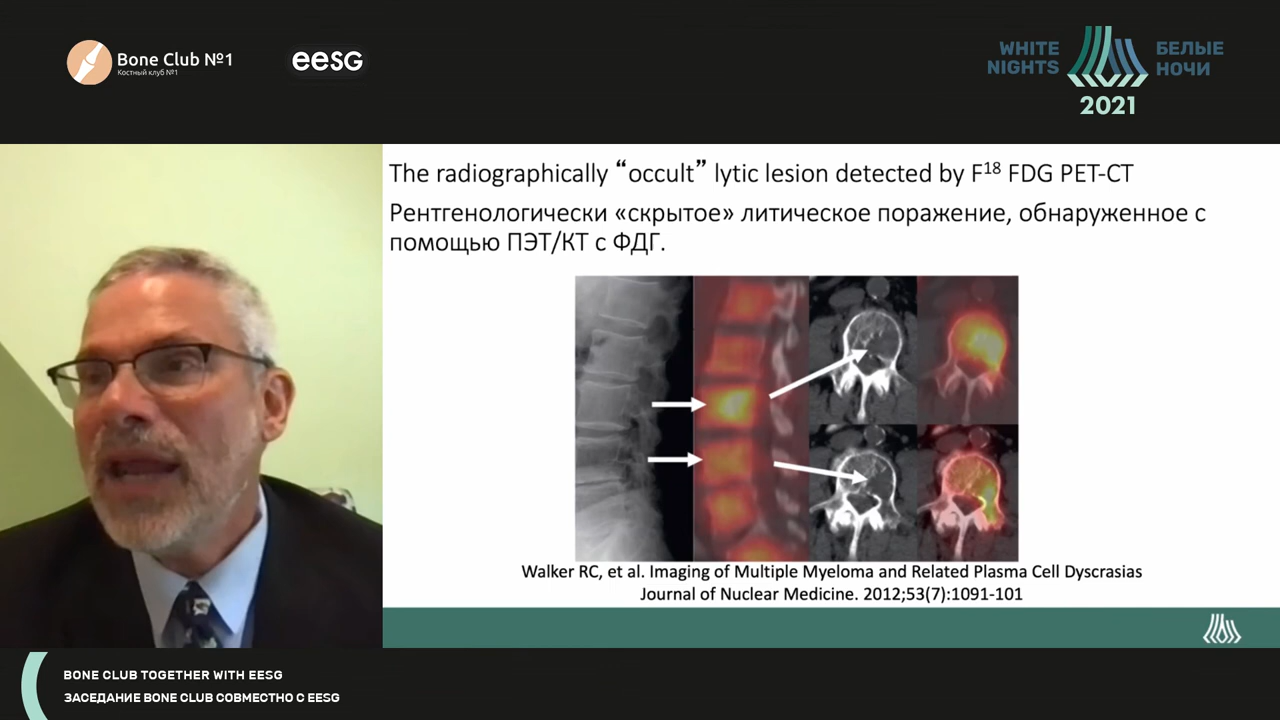 Bone Club №1
Костный клуб №1
eesg
WHITE
NIGHTS
БЕЛЫЕ
НОЧИ
2021
The radiographically “occult” lytic lesion detected by F18 FDG PET-CT
Рентгенологически «скрытое» литическое поражение, обнаруженное с
помощью ПЭТ/КТ с ФДГ.
Walker RC, et al. Imaging of Multiple Myeloma and Related Plasma Cell Dyscrasias
Journal of Nuclear Medicine. 2012;53(7):1091-101
BONE CLUB TOGETHER WITH EESG
ЗАСЕДАНИЕ BONE CLUB СОВМЕСТНО С EESG